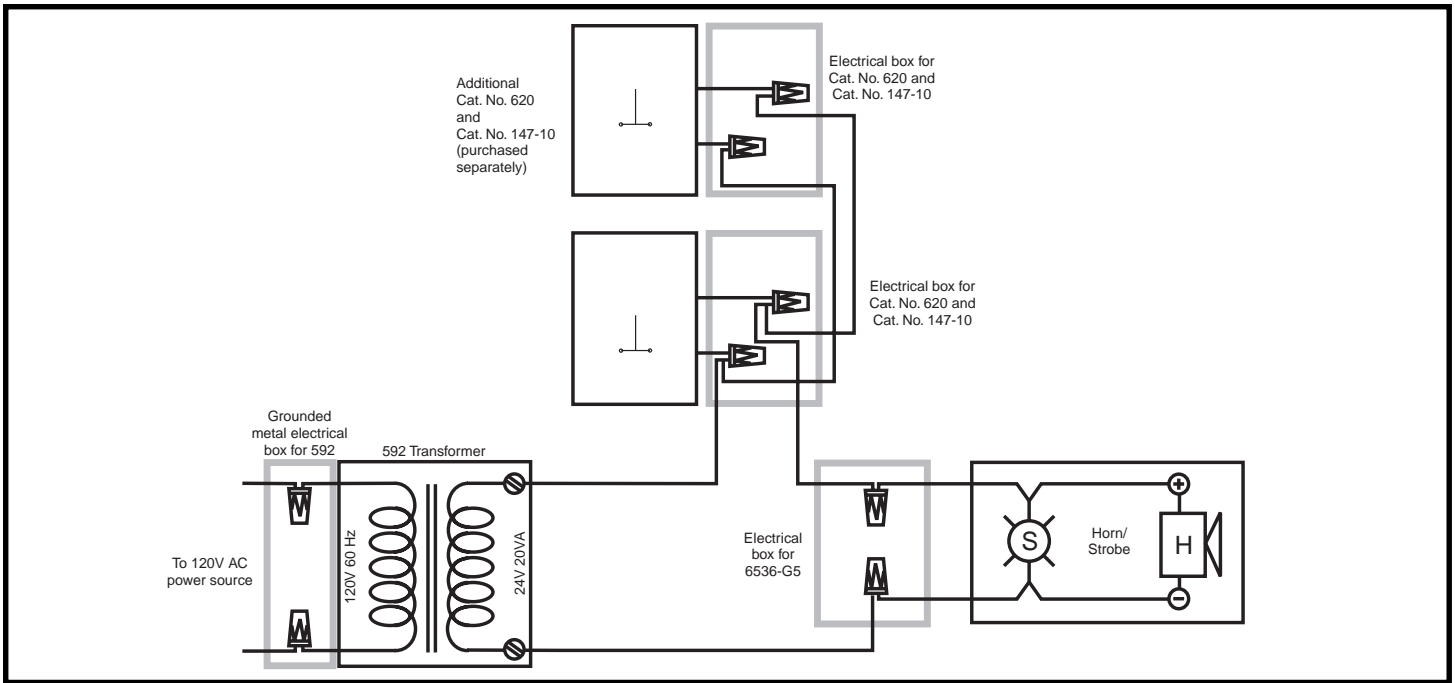 Additional
Cat. No. 620
and
Cat. No. 147-10
(purchased
separately)
Electrical box for
Cat. No. 620 and
Cat. No. 147-10
Electrical box for
Cat. No. 620 and
Cat. No. 147-10
Grounded
metal electrical
box for 592
592 Transformer
To 120V AC
power source
120V 60 Hz
24V 20VA
Electrical
box for
6536-G5
S
Horn/
Strobe
+
H
−